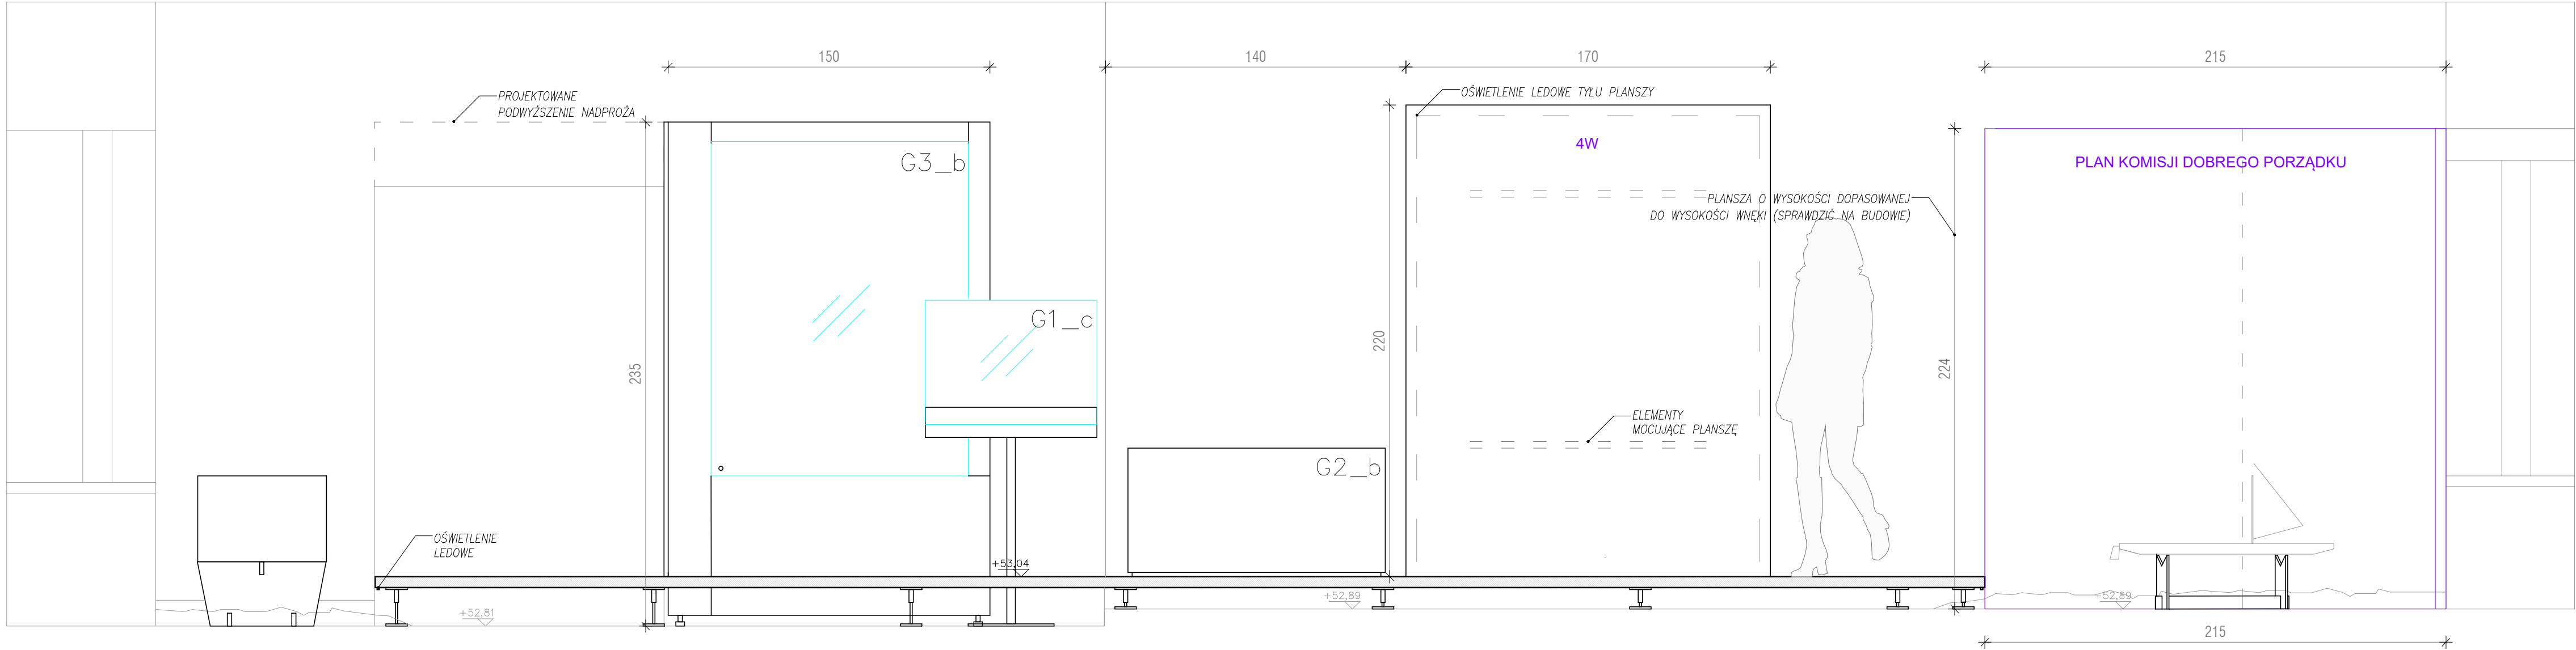 150
140
170
215
PROJEKTOWANE
PODWYŻSZENIE NADPROŻA
OŚWIETLENIE LEDOWE TYŁU PLANSZY
4W
G3_b
PLAN KOMISJI DOBREGO PORZĄDKU
PLANSZA O WYSOKOŚCI DOPASOWANEJ
DO WYSOKOŚCI WNĘKI (SPRAWDZIĆ NA BUDOWIE)
G1_c
235
220
224
ELEMENTY
MOCUJĄCE PLANSZĘ
G2_b
OŚWIETLENIE
LEDOWE
+53,04
+52,81
+52,89
+52,89
215